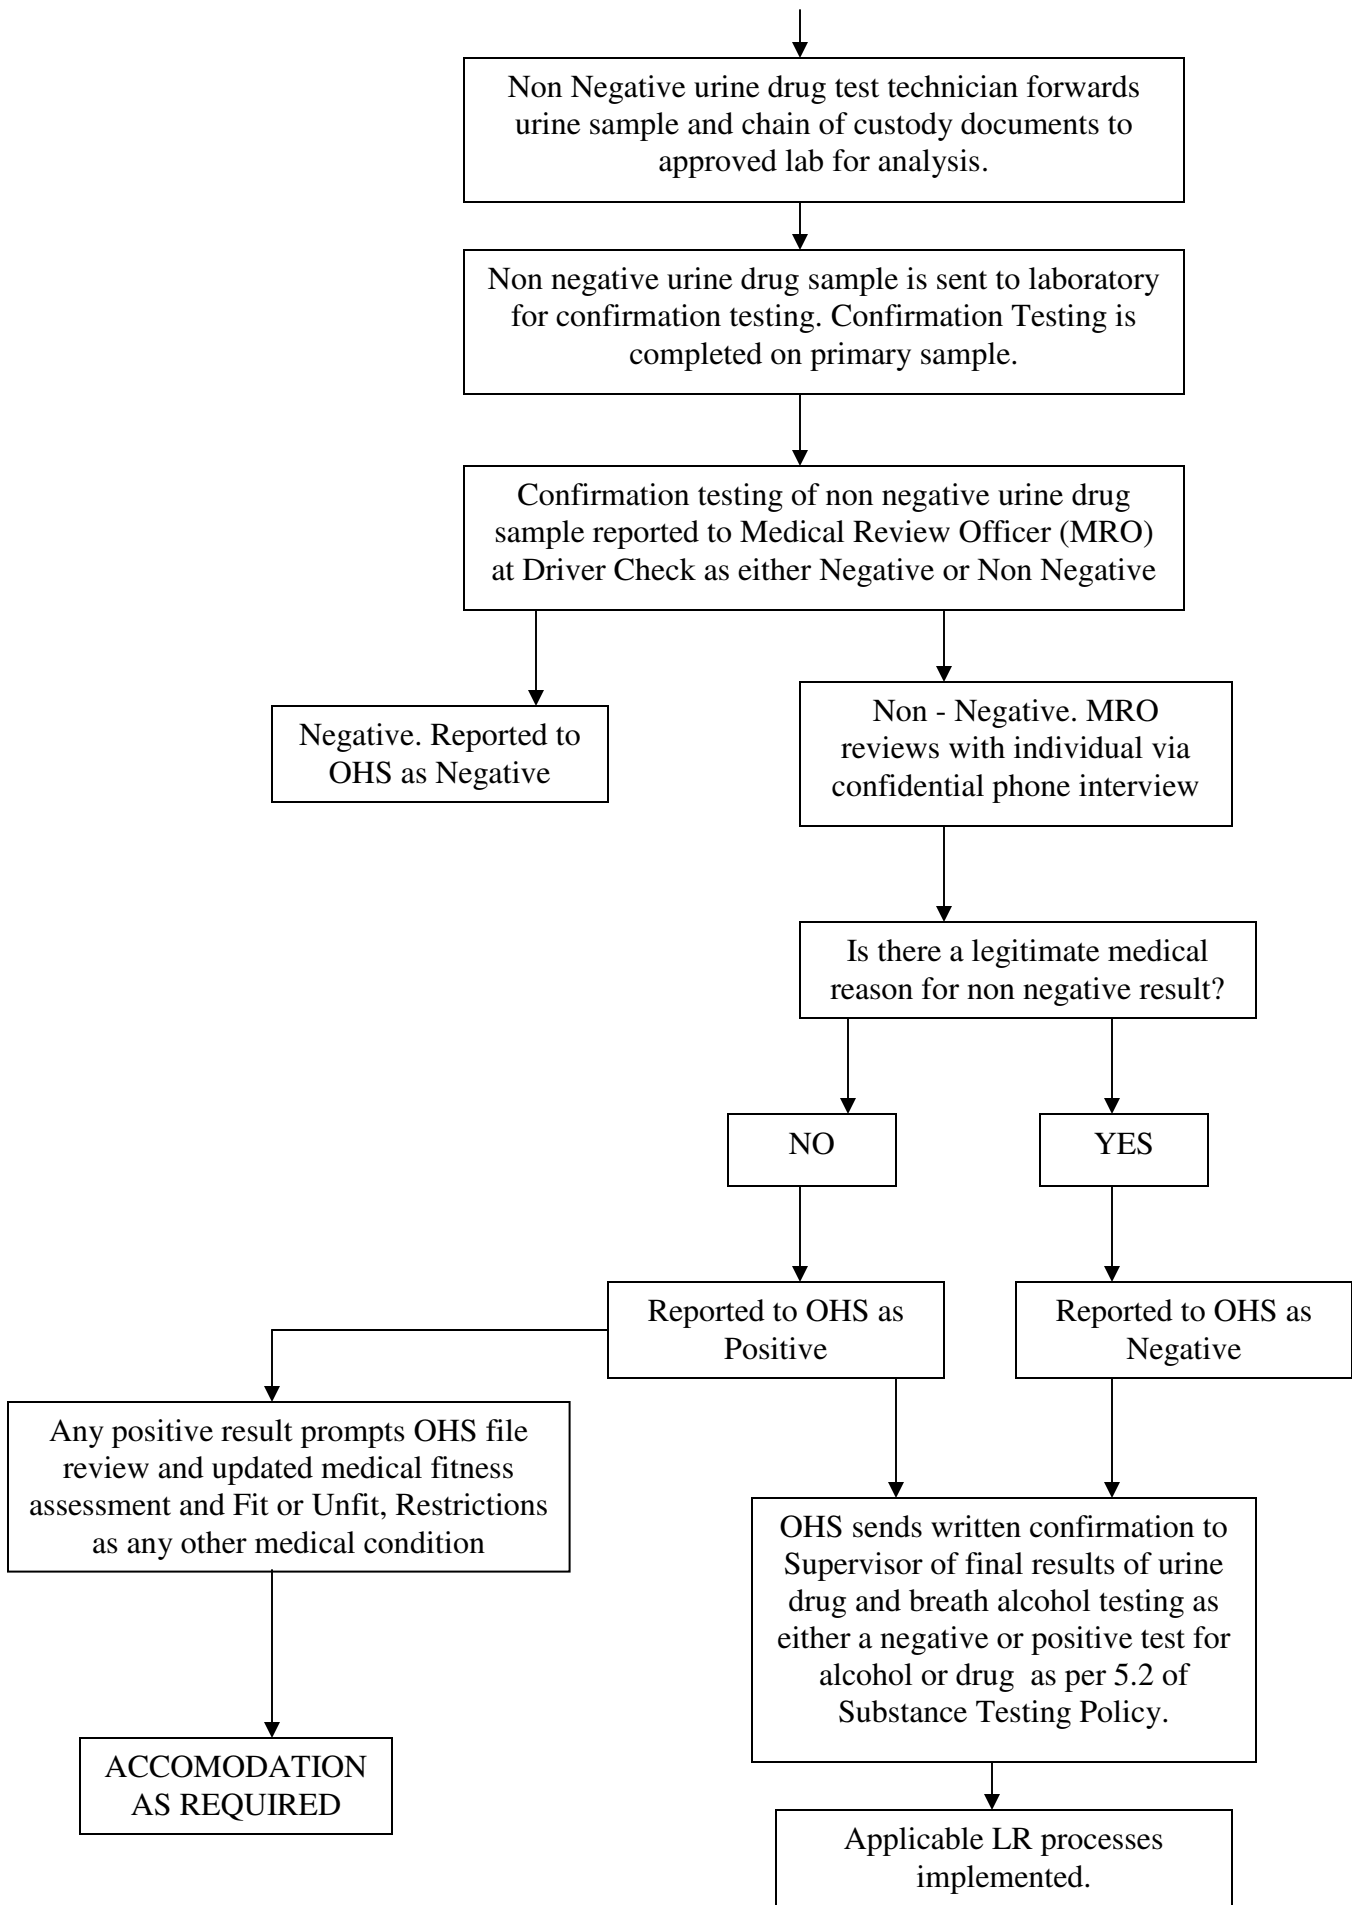 Non Negative urine drug test technician forwards
urine sample and chain of custody documents to
approved lab for analysis.
Non negative urine drug sample is sent to laboratory
for confirmation testing. Confirmation Testing is
completed on primary sample.
Confirmation testing of non negative urine drug
sample reported to Medical Review Officer (MRO)
at Driver Check as either Negative or Non Negative
Negative. Reported to
OHS as Negative
Non - Negative. MRO
reviews with individual via
confidential phone interview
Is there a legitimate medical
reason for non negative result?
NO
YES
Reported to OHS as
Positive
Reported to OHS as
Negative
Any positive result prompts OHS file
review and updated medical fitness
assessment and Fit or Unfit, Restrictions
as any other medical condition
OHS sends written confirmation to
Supervisor of final results of urine
drug and breath alcohol testing as
either a negative or positive test for
alcohol or drug  as per 5.2 of
Substance Testing Policy.
ACCOMODATION
AS REQUIRED
Applicable LR processes
implemented.